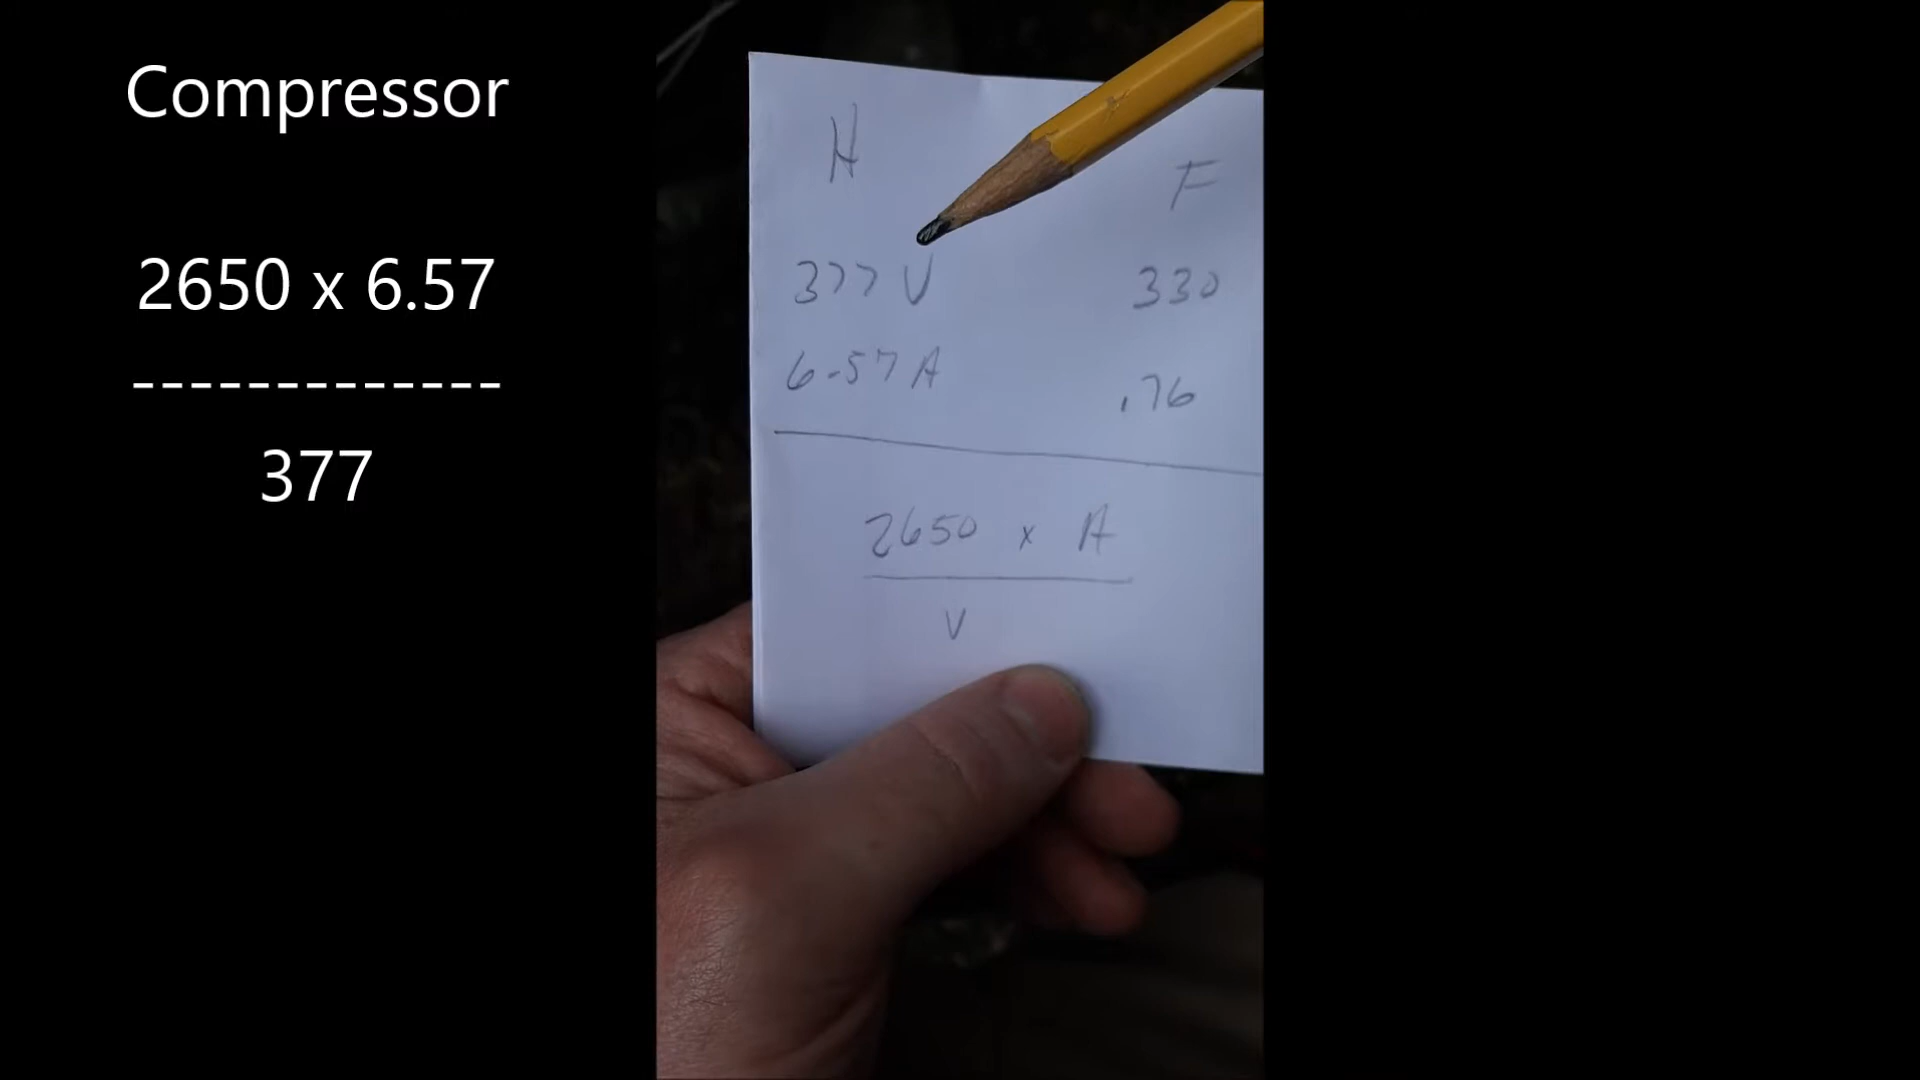 Compressor
2650 x 6.57
-------------
377
H F
377 V 330
6.57 A .76
2650 x A
V